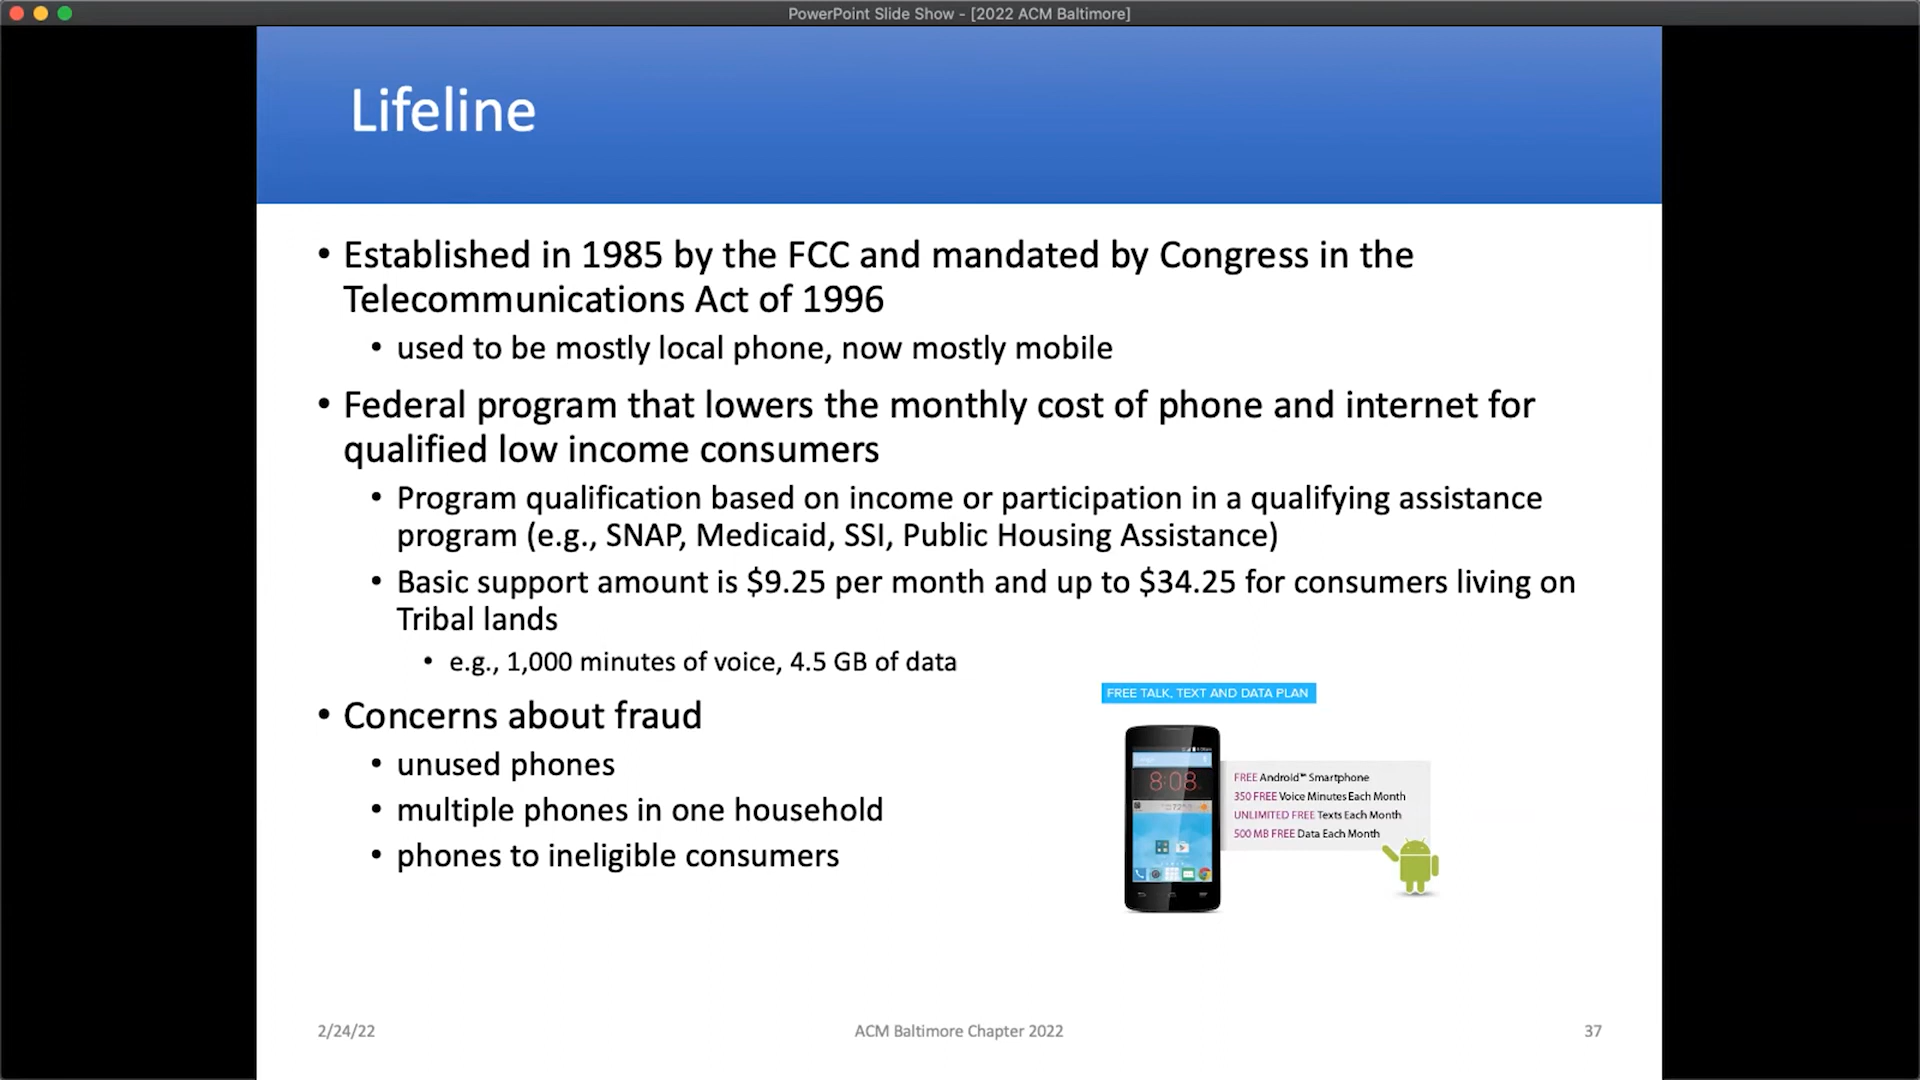 PowerPoint Slide Show - [2022 ACM Baltimore]
Lifeline
• Established in 1985 by the FCC and mandated by Congress in the
Telecommunications Act of 1996
• used to be mostly local phone, now mostly mobile
• Federal program that lowers the monthly cost of phone and internet for
qualified low income consumers
• Program qualification based on income or participation in a qualifying assistance
program (e.g., SNAP, Medicaid, SSI, Public Housing Assistance)
• Basic support amount is $9.25 per month and up to $34.25 for consumers living on
Tribal lands
• e.g., 1,000 minutes of voice, 4.5 GB of data
• Concerns about fraud
• unused phones
• multiple phones in one household
• phones to ineligible consumers
FREE TALK, TEXT AND DATA PLAN
8:08
FREE Android™ Smartphone
350 FREE Voice Minutes Each Month
UNLIMITED FREE Texts Each Month
500 MB FREE Data Each Month
2/24/22
ACM Baltimore Chapter 2022
37